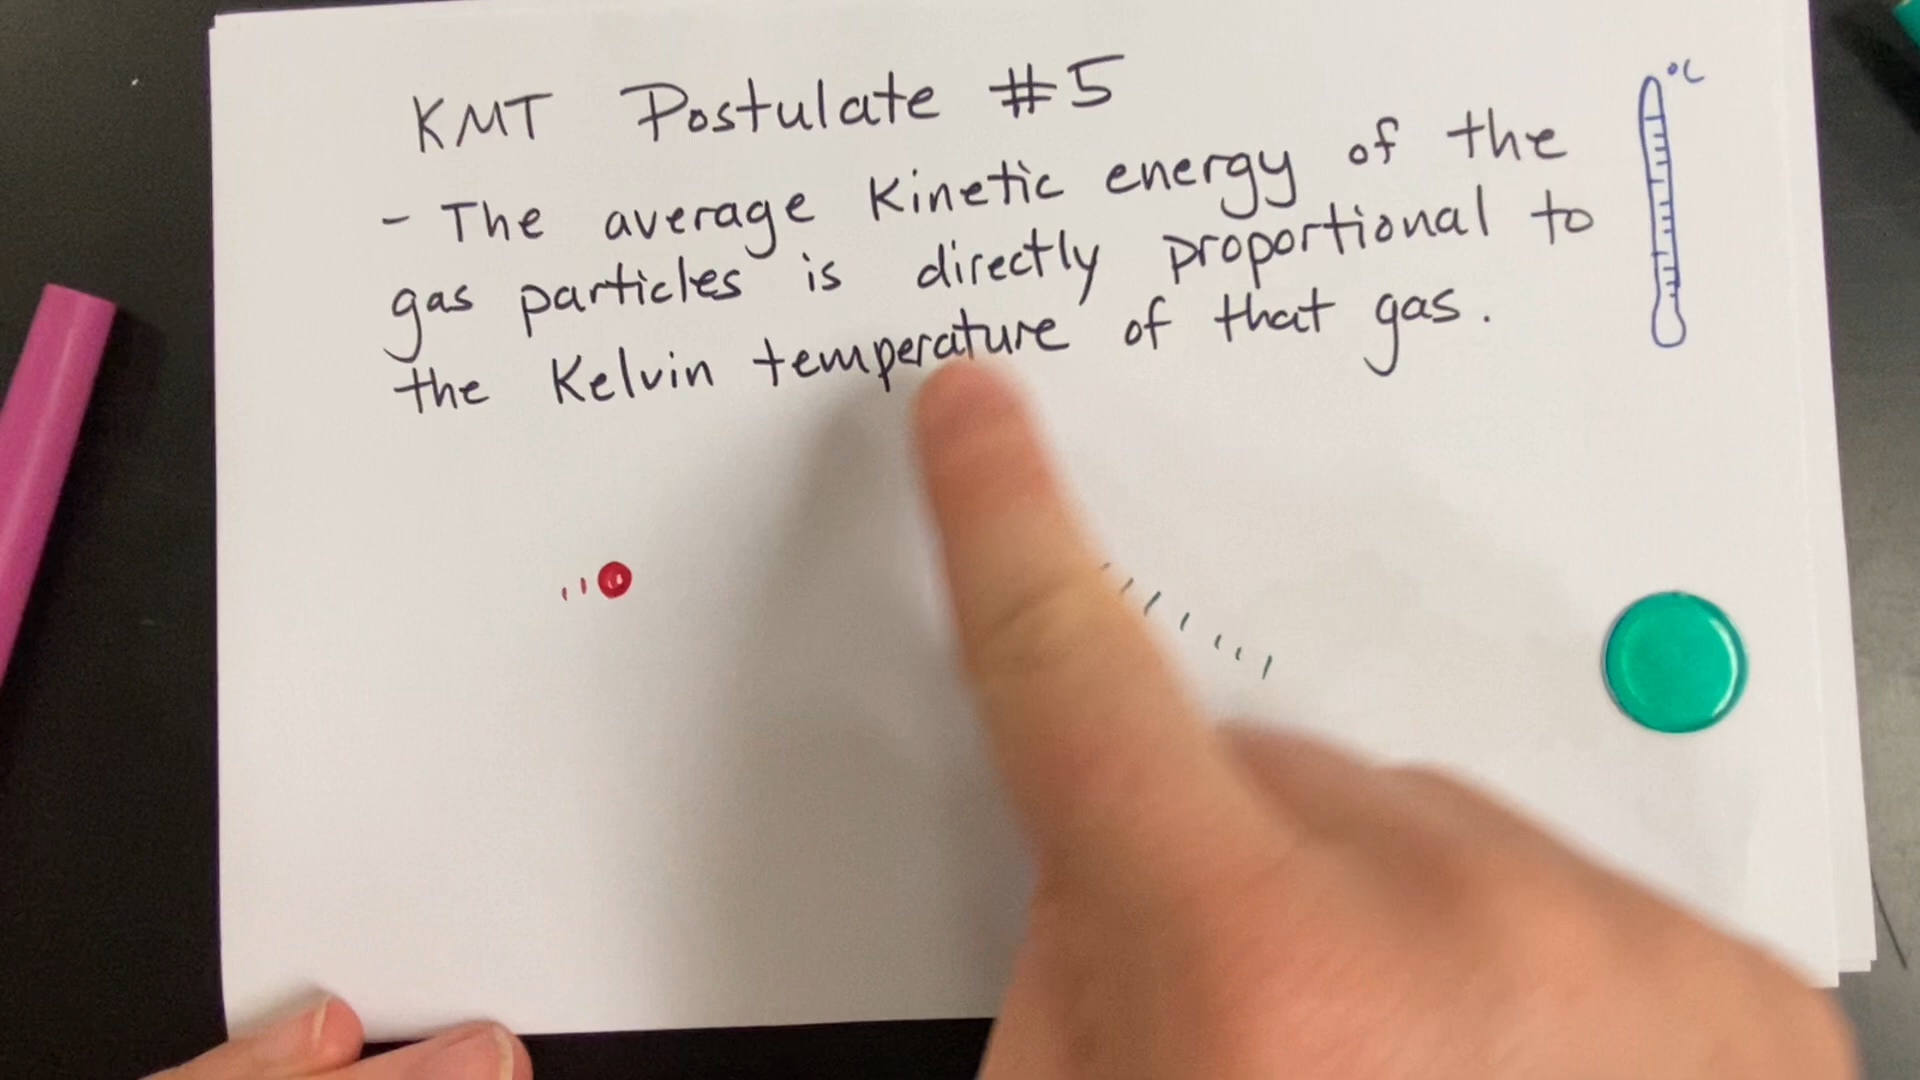 KMT Postulate #5
- The average Kinetic energy of the
gas particles is directly proportional to
the Kelvin temperature of that gas.
°C